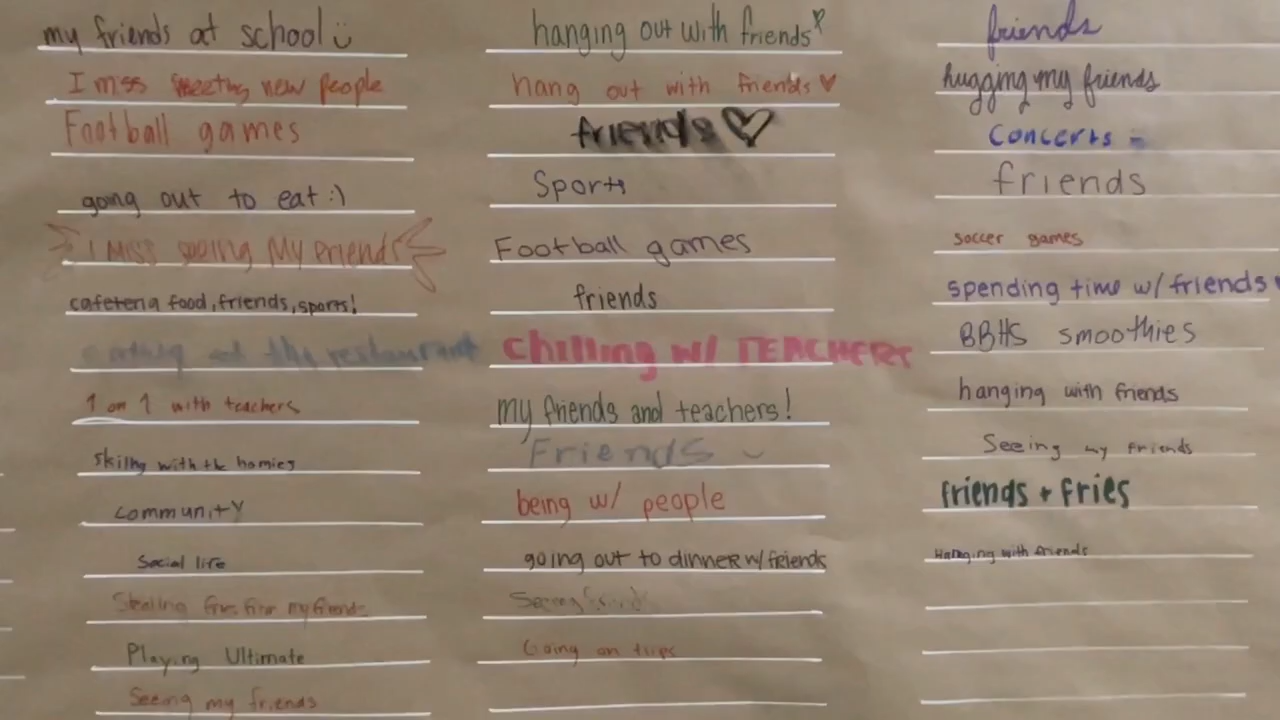 my friends at school :)
I miss meeting new people
Football games
going out to eat :)
I MISS seeing My Friends
cafeteria food, friends, sports!
eating at the restaurant
1 on 1 with teachers
with the homies
community
Social life
Stealing fries from my friends
Playing Ultimate
Seeing my friends
hanging out with friends ♡
hang out with friends ♥
friends ♡
Sports
Football games
friends
Chilling w/ TEACHERS
my friends and teachers!
Friends
being w/ people
going out to dinner w/ friends
Seeing friends
Going on trips
friends
hugging my friends
Concerts
friends
soccer games
spending time w/ friends ♥
BBHS smoothies
hanging with friends
Seeing my friends
friends + fries
Hanging with friends